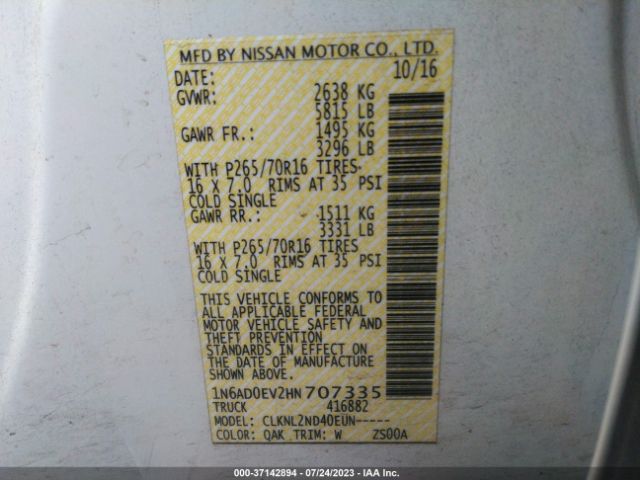 MFD BY NISSAN MOTOR CO., LTD.
DATE: 10/16
GVWR: 2638 KG
5815 LB
GAWR FR.: 1495 KG
3296 LB
WITH P265/70R16 TIRES
16 X 7.0 RIMS AT 35 PSI
COLD SINGLE
GAWR RR.: 1511 KG
3331 LB
WITH P265/70R16 TIRES
16 X 7.0 RIMS AT 35 PSI
COLD SINGLE
THIS VEHICLE CONFORMS TO
ALL APPLICABLE FEDERAL
MOTOR VEHICLE SAFETY AND
THEFT PREVENTION
STANDARDS IN EFFECT ON
THE DATE OF MANUFACTURE
SHOWN ABOVE.
1N6AD0EV2HN707335
TRUCK 416882
MODEL: CLKNL2ND40EUN-----
COLOR: QAK TRIM: W ZS00A
000-37142894 - 07/24/2023 - IAA Inc.